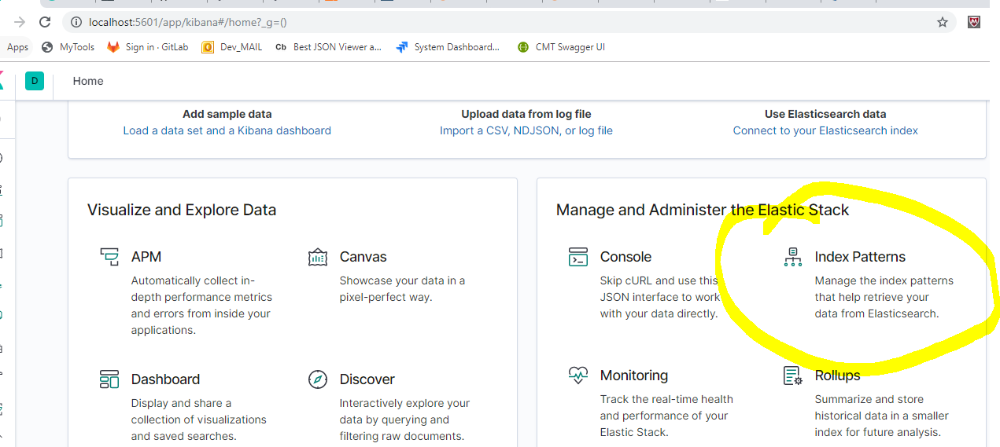 localhost:5601/app/kibana#/home?_g=()
Apps MyTools Sign in · GitLab Dev_MAIL Cb Best JSON Viewer a... System Dashboard... CMT Swagger UI
D Home
Add sample data
Load a data set and a Kibana dashboard
Upload data from log file
Import a CSV, NDJSON, or log file
Use Elasticsearch data
Connect to your Elasticsearch index
Visualize and Explore Data
APM
Automatically collect in-
depth performance metrics
and errors from inside your
applications.
Canvas
Showcase your data in a
pixel-perfect way.
Dashboard
Display and share a
collection of visualizations
and saved searches.
Discover
Interactively explore your
data by querying and
filtering raw documents.
Manage and Administer the Elastic Stack
Console
Skip cURL and use this
JSON interface to work
with your data directly.
Index Patterns
Manage the index patterns
that help retrieve your
data from Elasticsearch.
Monitoring
Track the real-time health
and performance of your
Elastic Stack.
Rollups
Summarize and store
historical data in a smaller
index for future analysis.